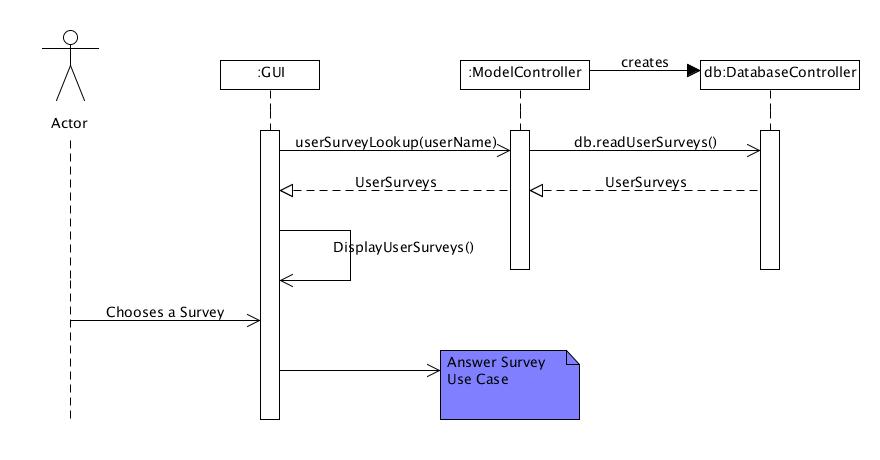 :GUI
:ModelController
creates
db:DatabaseController
Actor
userSurveyLookup(userName)
db.readUserSurveys()
UserSurveys
UserSurveys
DisplayUserSurveys()
Chooses a Survey
Answer Survey
Use Case